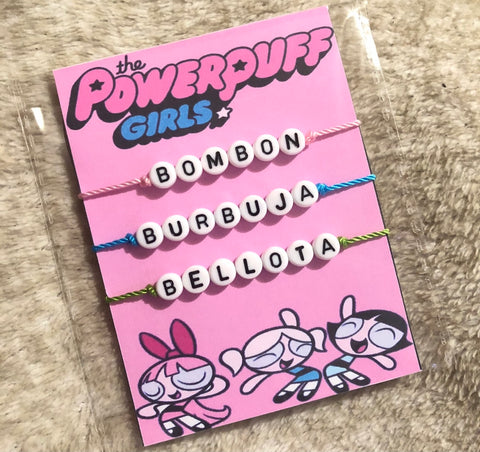 the
POWERPUFF
GIRLS
BOMBON
BURBUJA
BELLOTA